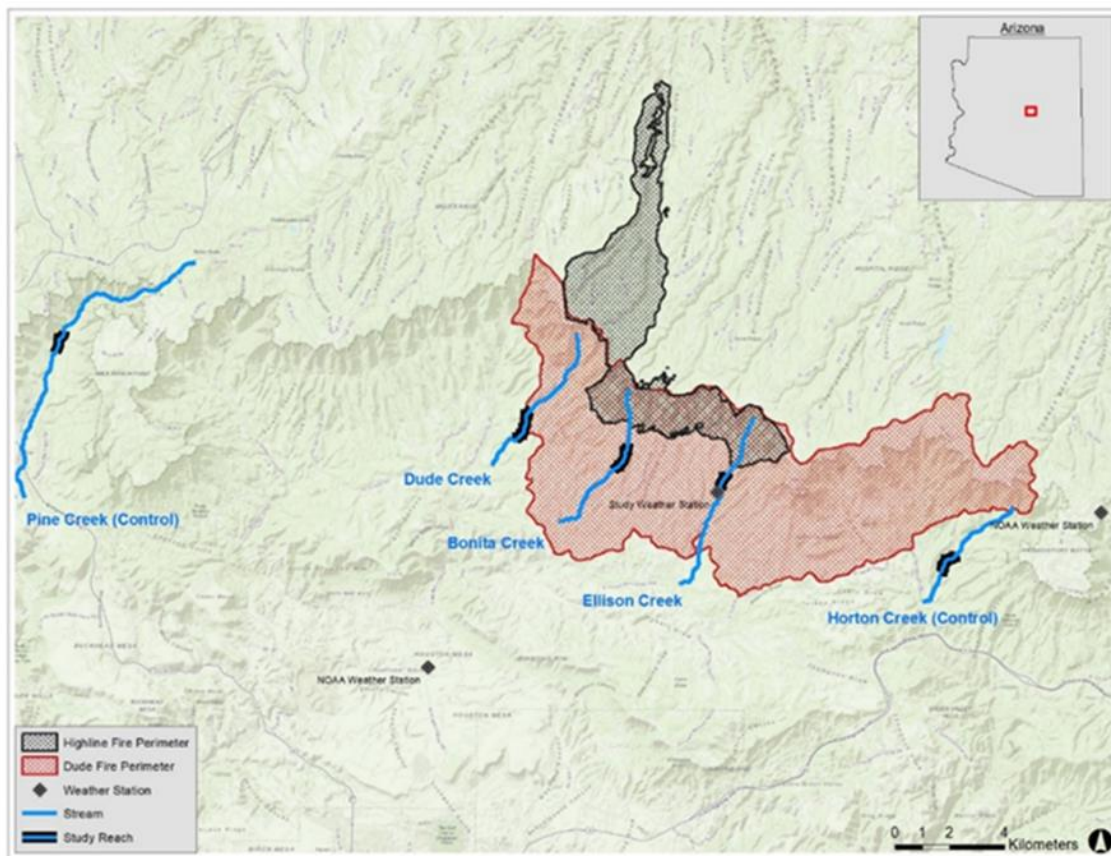 Arizona
Dude Creek
Study Weather Station
Pine Creek (Control)
NOAA Weather Station
Bonita Creek
Ellison Creek
Horton Creek (Control)
NOAA Weather Station
Highline Fire Perimeter
Dude Fire Perimeter
Weather Station
Stream
Study Reach
0 1 2 4
Kilometers